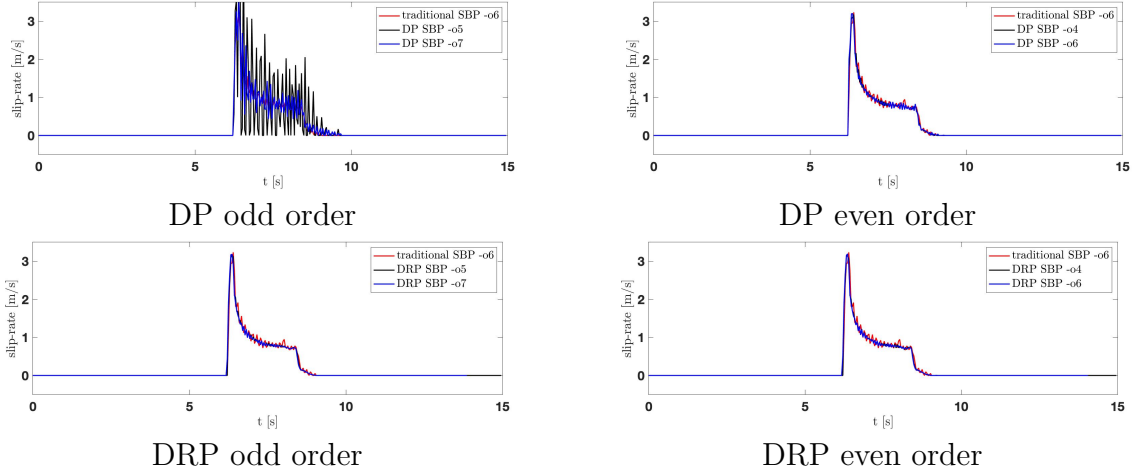 slip-rate [m/s]
3
2
1
0
traditional SBP -o6
DP SBP -o5
DP SBP -o7
0 5 10 15
t [s]
DP odd order
slip-rate [m/s]
3
2
1
0
traditional SBP -o6
DP SBP -o4
DP SBP -o6
0 5 10 15
t [s]
DP even order
slip-rate [m/s]
3
2
1
0
traditional SBP -o6
DRP SBP -o5
DRP SBP -o7
0 5 10 15
t [s]
DRP odd order
slip-rate [m/s]
3
2
1
0
traditional SBP -o6
DRP SBP -o4
DRP SBP -o6
0 5 10 15
t [s]
DRP even order